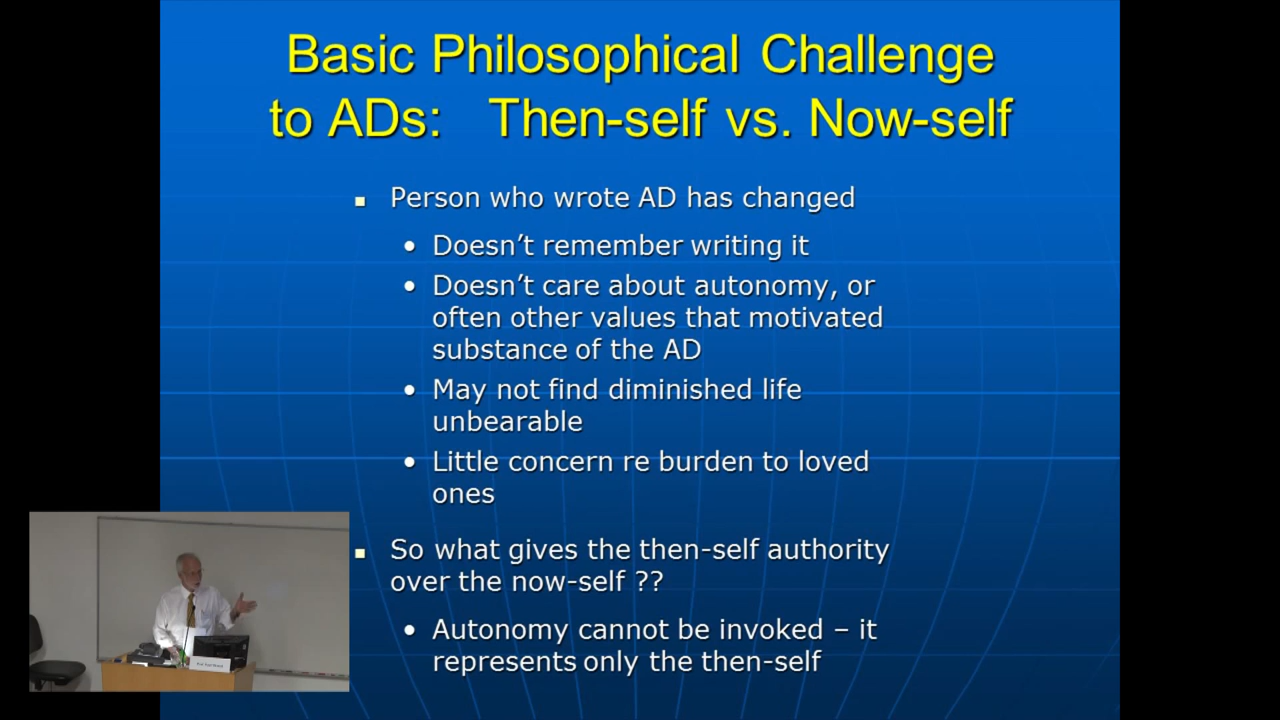 Basic Philosophical Challenge
to ADs: Then-self vs. Now-self
Person who wrote AD has changed
Doesn’t remember writing it
Doesn’t care about autonomy, or
often other values that motivated
substance of the AD
May not find diminished life
unbearable
Little concern re burden to loved
ones
So what gives the then-self authority
over the now-self ??
Autonomy cannot be invoked – it
represents only the then-self